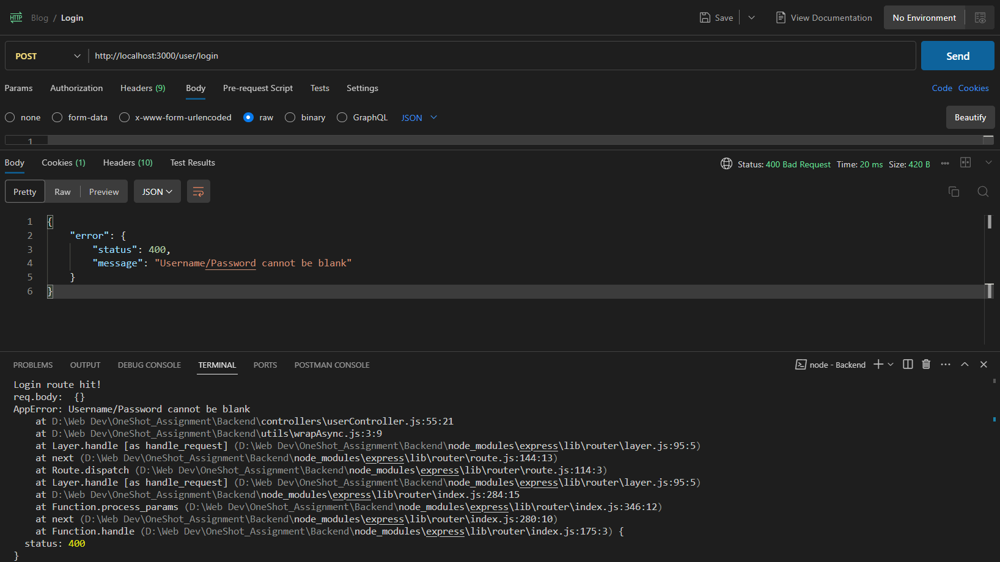 HTTP Blog / Login Save View Documentation No Environment
POST http://localhost:3000/user/login Send
Params Authorization Headers (9) Body Pre-request Script Tests Settings Code Cookies
none form-data x-www-form-urlencoded raw binary GraphQL JSON Beautify
1
Body Cookies (1) Headers (10) Test Results Status: 400 Bad Request Time: 20 ms Size: 420 B
Pretty Raw Preview JSON
1 {
2 "error": {
3 "status": 400,
4 "message": "Username/Password cannot be blank"
5 }
6 }
PROBLEMS OUTPUT DEBUG CONSOLE TERMINAL PORTS POSTMAN CONSOLE node - Backend
Login route hit!
req.body: {}
AppError: Username/Password cannot be blank
at D:\Web Dev\OneShot_Assignment\Backend\controllers\userController.js:55:21
at D:\Web Dev\OneShot_Assignment\Backend\utils\wrapAsync.js:3:9
at Layer.handle [as handle_request] (D:\Web Dev\OneShot_Assignment\Backend\node_modules\express\lib\router\layer.js:95:5)
at next (D:\Web Dev\OneShot_Assignment\Backend\node_modules\express\lib\router\route.js:144:13)
at Route.dispatch (D:\Web Dev\OneShot_Assignment\Backend\node_modules\express\lib\router\route.js:114:3)
at Layer.handle [as handle_request] (D:\Web Dev\OneShot_Assignment\Backend\node_modules\express\lib\router\layer.js:95:5)
at D:\Web Dev\OneShot_Assignment\Backend\node_modules\express\lib\router\index.js:284:15
at Function.process_params (D:\Web Dev\OneShot_Assignment\Backend\node_modules\express\lib\router\index.js:346:12)
at next (D:\Web Dev\OneShot_Assignment\Backend\node_modules\express\lib\router\index.js:280:10)
at Function.handle (D:\Web Dev\OneShot_Assignment\Backend\node_modules\express\lib\router\index.js:175:3) {
status: 400
}